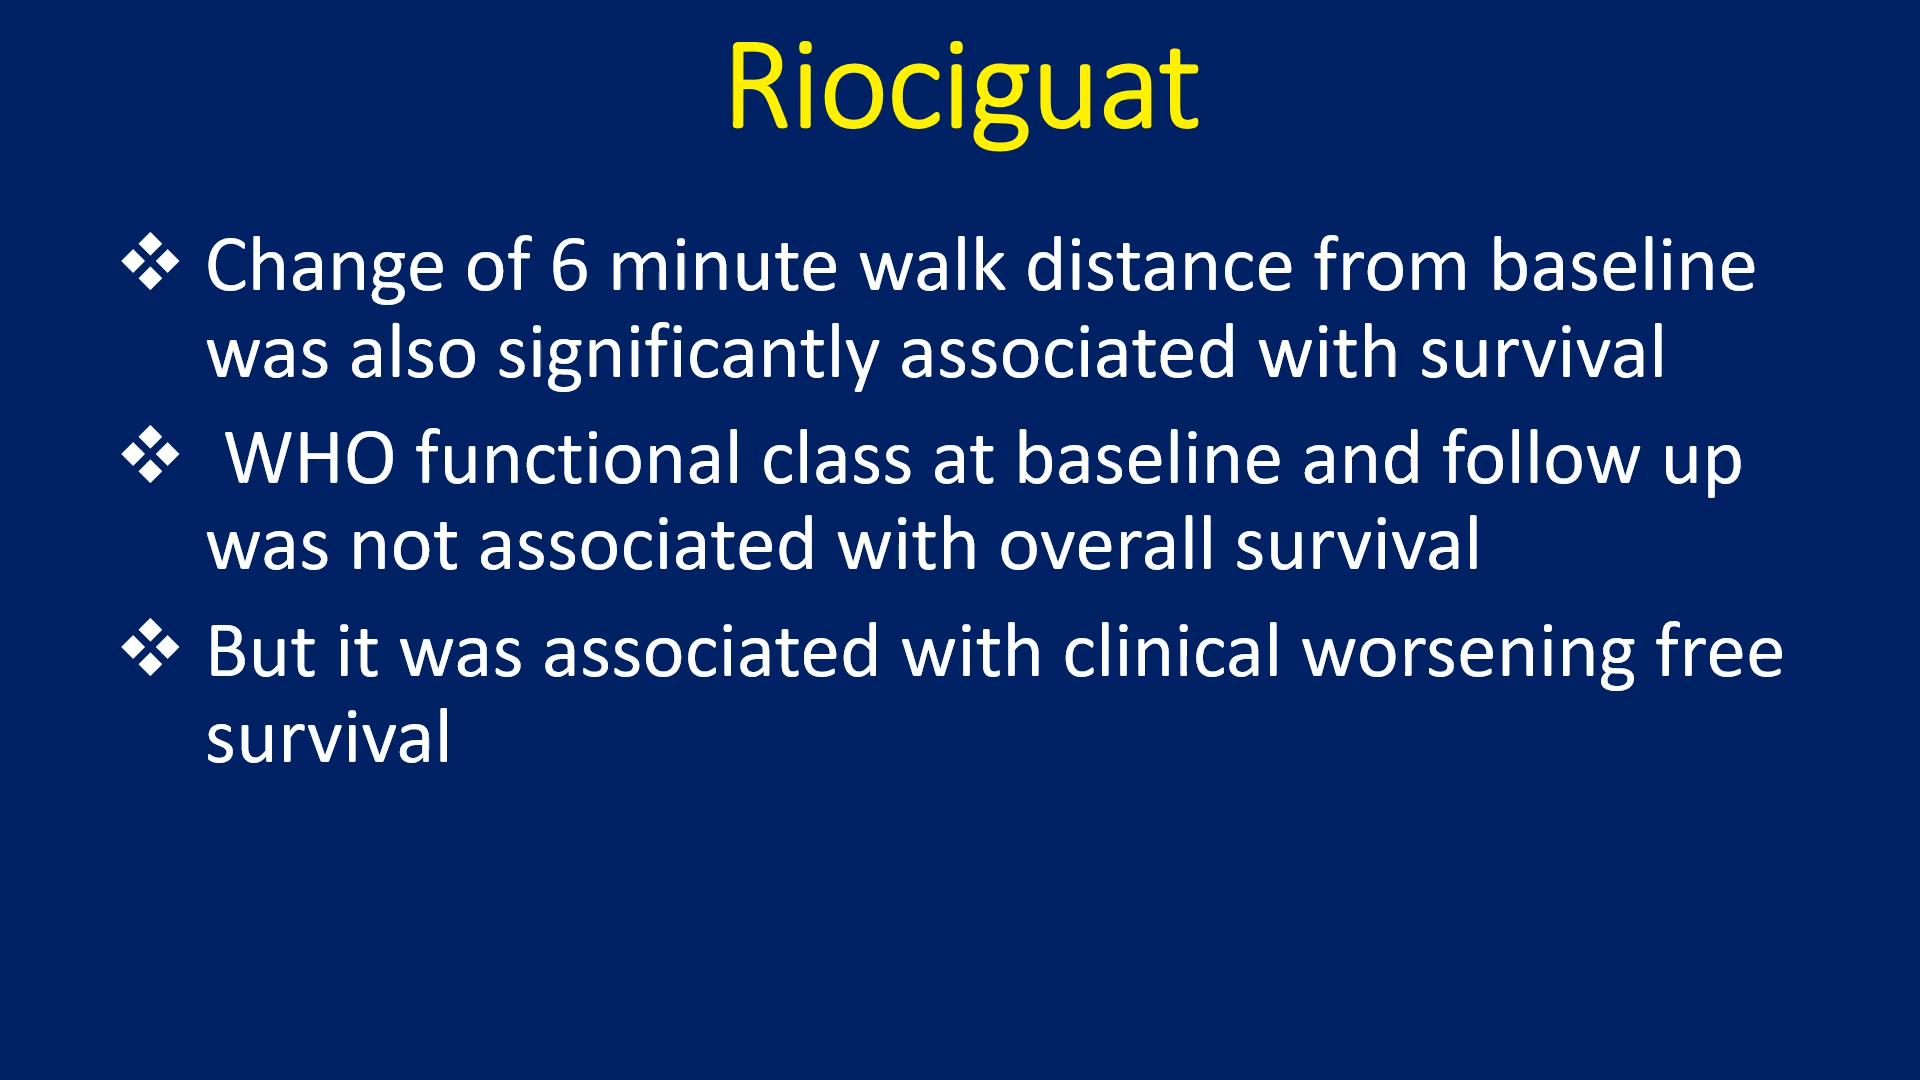 Riociguat
❖ Change of 6 minute walk distance from baseline
was also significantly associated with survival
❖ WHO functional class at baseline and follow up
was not associated with overall survival
❖ But it was associated with clinical worsening free
survival